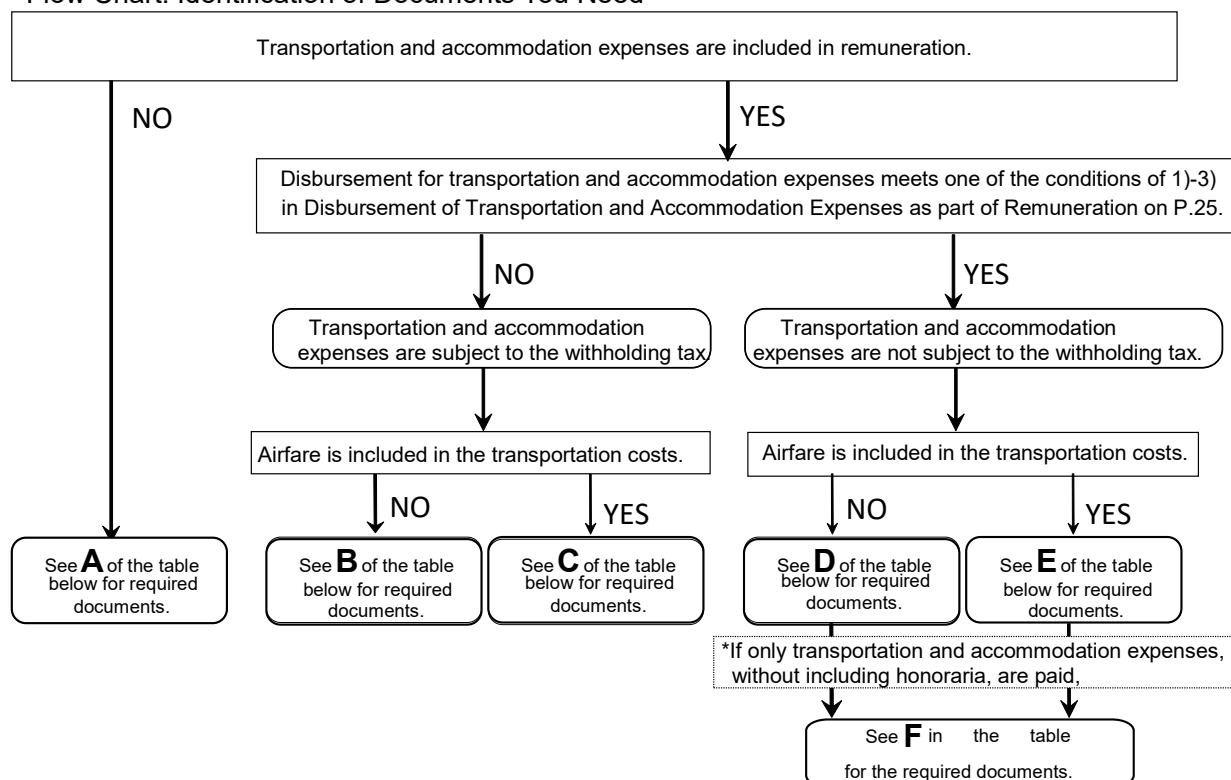 Flow Chart: Identification of Documents You Need
Transportation and accommodation expenses are included in remuneration.
NO
YES
Disbursement for transportation and accommodation expenses meets one of the conditions of 1)-3)
in Disbursement of Transportation and Accommodation Expenses as part of Remuneration on P.25.
NO
YES
Transportation and accommodation
expenses are subject to the withholding tax.
Transportation and accommodation
expenses are not subject to the withholding tax.
Airfare is included in the transportation costs.
Airfare is included in the transportation costs.
NO
YES
NO
YES
See A of the table
below for required
documents.
See B of the table
below for required
documents.
See C of the table
below for required
documents.
See D of the table
below for required
documents.
See E of the table
below for required
documents.
*If only transportation and accommodation expenses,
without including honoraria, are paid,
See F in the table
for the required documents.